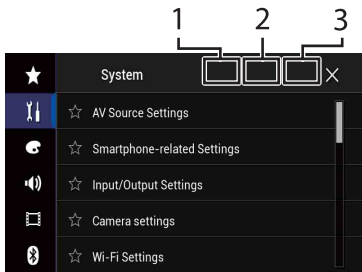 1 2 3
System
AV Source Settings
Smartphone-related Settings
Input/Output Settings
Camera settings
Wi-Fi Settings